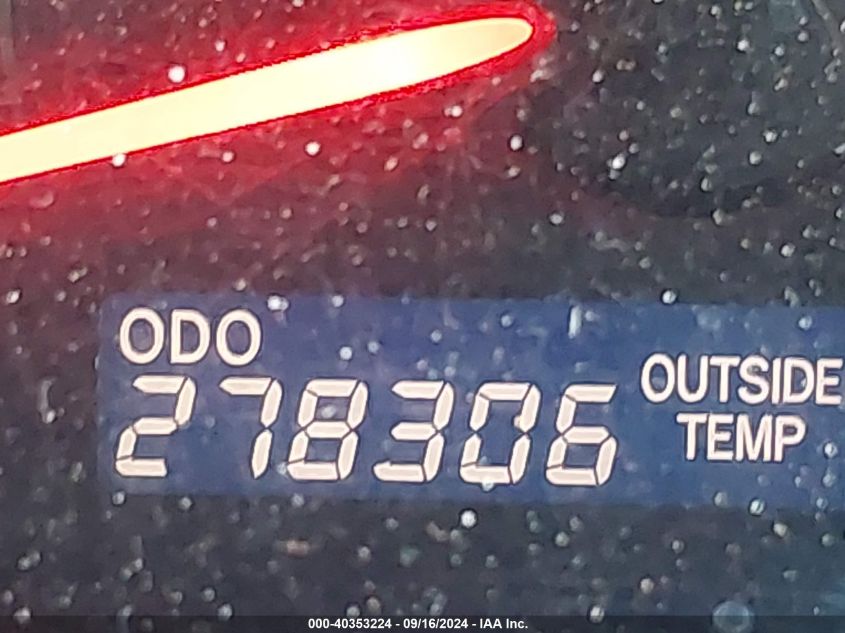 ODO
278306
OUTSIDE
TEMP
000-40353224 - 09/16/2024 - IAA Inc.